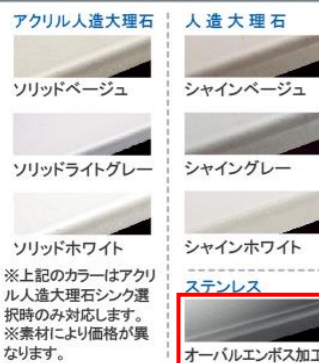 アクリル人造大理石
ソリッドベージュ
ソリッドライトグレー
ソリッドホワイト
※上記のカラーはアクリ
ル人造大理石シンク選
択時のみ対応します。
※素材により価格が異
なります。
人造大理石
シャインベージュ
シャイングレー
シャインホワイト
ステンレス
オーバルエンボス加工